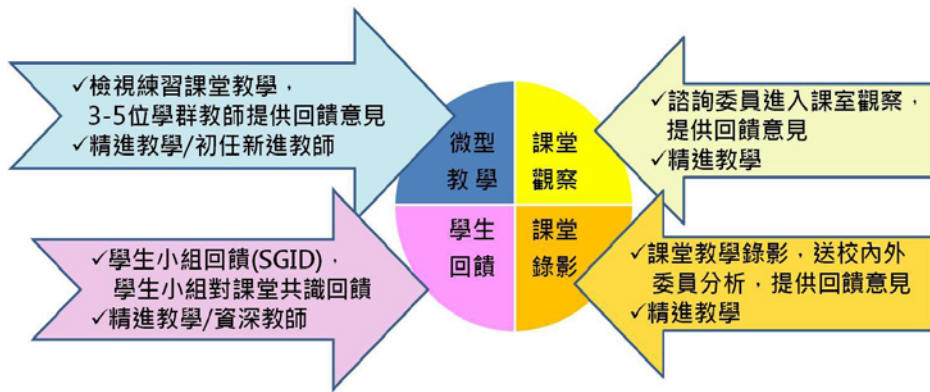 ✓檢視練習課堂教學，
3-5位學群教師提供回饋意見
✓精進教學/初任新進教師
微型
教學
課堂
觀察
✓諮詢委員進入課室觀察，
提供回饋意見
✓精進教學
✓學生小組回饋(SGID)，
學生小組對課堂共識回饋
✓精進教學/資深教師
學生
回饋
課堂
錄影
✓課堂教學錄影，送校內外
委員分析，提供回饋意見
✓精進教學